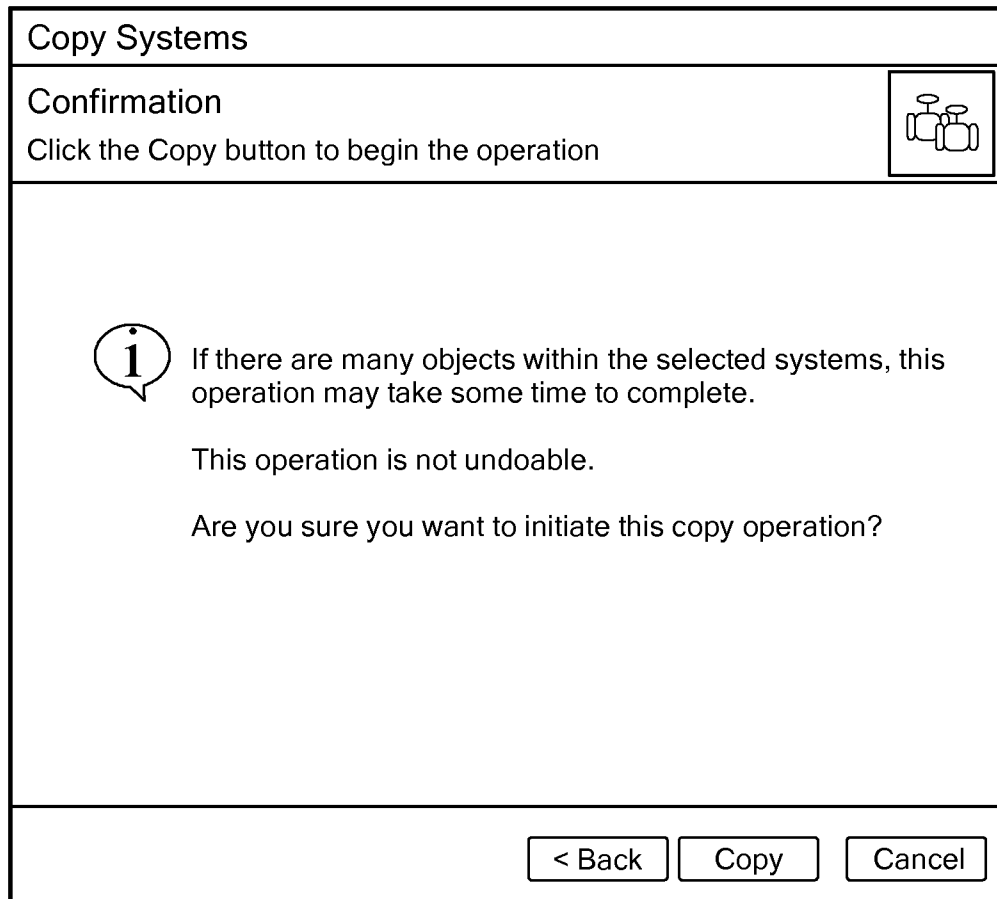 Copy Systems
Confirmation
Click the Copy button to begin the operation
i
If there are many objects within the selected systems, this
operation may take some time to complete.
This operation is not undoable.
Are you sure you want to initiate this copy operation?
< Back Copy Cancel